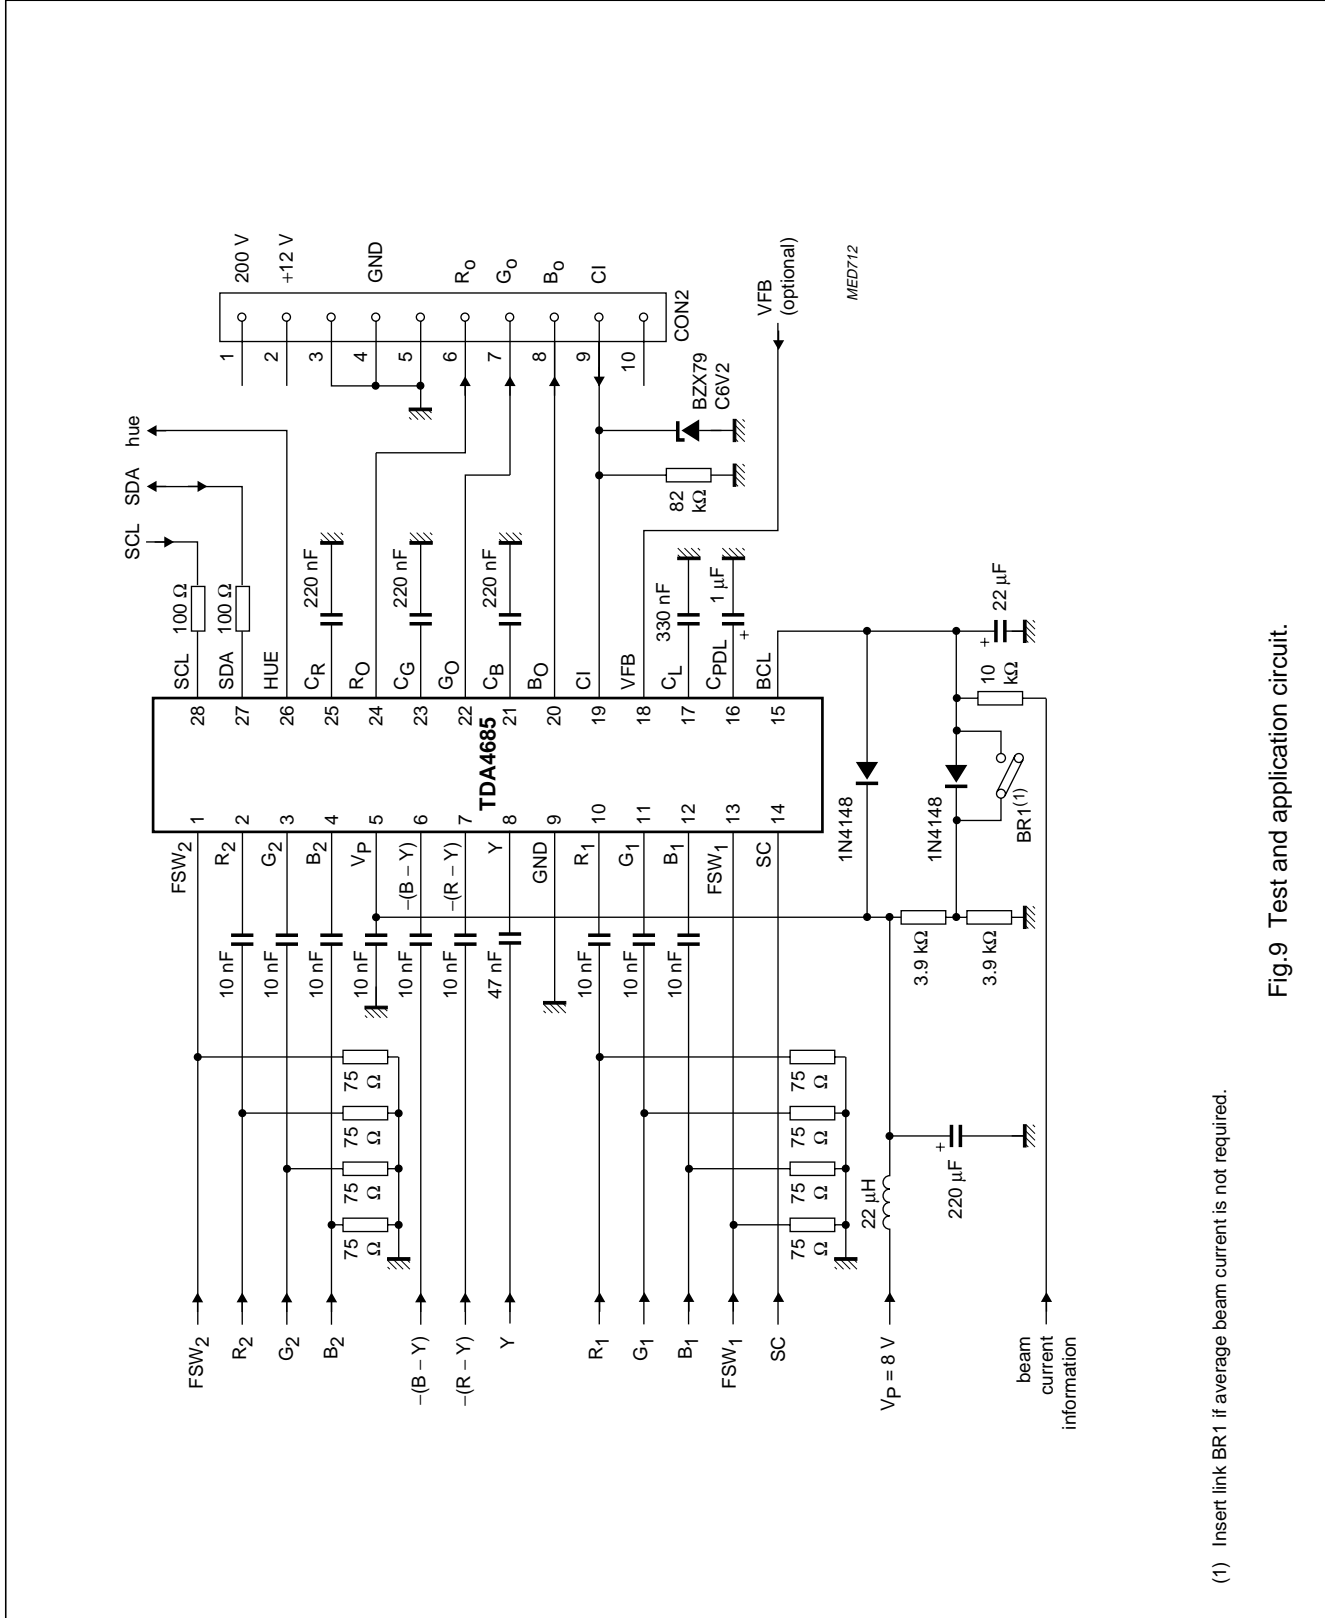 SCL
SDA
hue
100 Ω
100 Ω
220 nF
220 nF
220 nF
330 nF
1 µF
+
SCL
SDA
HUE
CR
RO
CG
GO
CB
BO
CI
VFB
CL
CPDL
BCL
28
27
26
25
24
23
22
21
20
19
18
17
16
15
TDA4685
1
2
3
4
5
6
7
8
9
10
11
12
13
14
FSW2
R2
G2
B2
VP
–(B – Y)
–(R – Y)
Y
GND
R1
G1
B1
FSW1
SC
10 nF
10 nF
10 nF
10 nF
10 nF
10 nF
47 nF
10 nF
10 nF
10 nF
75 Ω
75 Ω
75 Ω
75 Ω
75 Ω
75 Ω
75 Ω
75 Ω
FSW2
R2
G2
B2
–(B – Y)
–(R – Y)
Y
R1
G1
B1
FSW1
SC
VP = 8 V
beam
current
information
22 µH
+
220 µF
3.9 kΩ
3.9 kΩ
1N4148
1N4148
BR1(1)
10
kΩ
+
22 µF
82
kΩ
BZX79
C6V2
VFB
(optional)
1
2
3
4
5
6
7
8
9
10
200 V
+12 V
GND
RO
GO
BO
CI
CON2
MED712
(1) Insert link BR1 if average beam current is not required.
Fig.9 Test and application circuit.